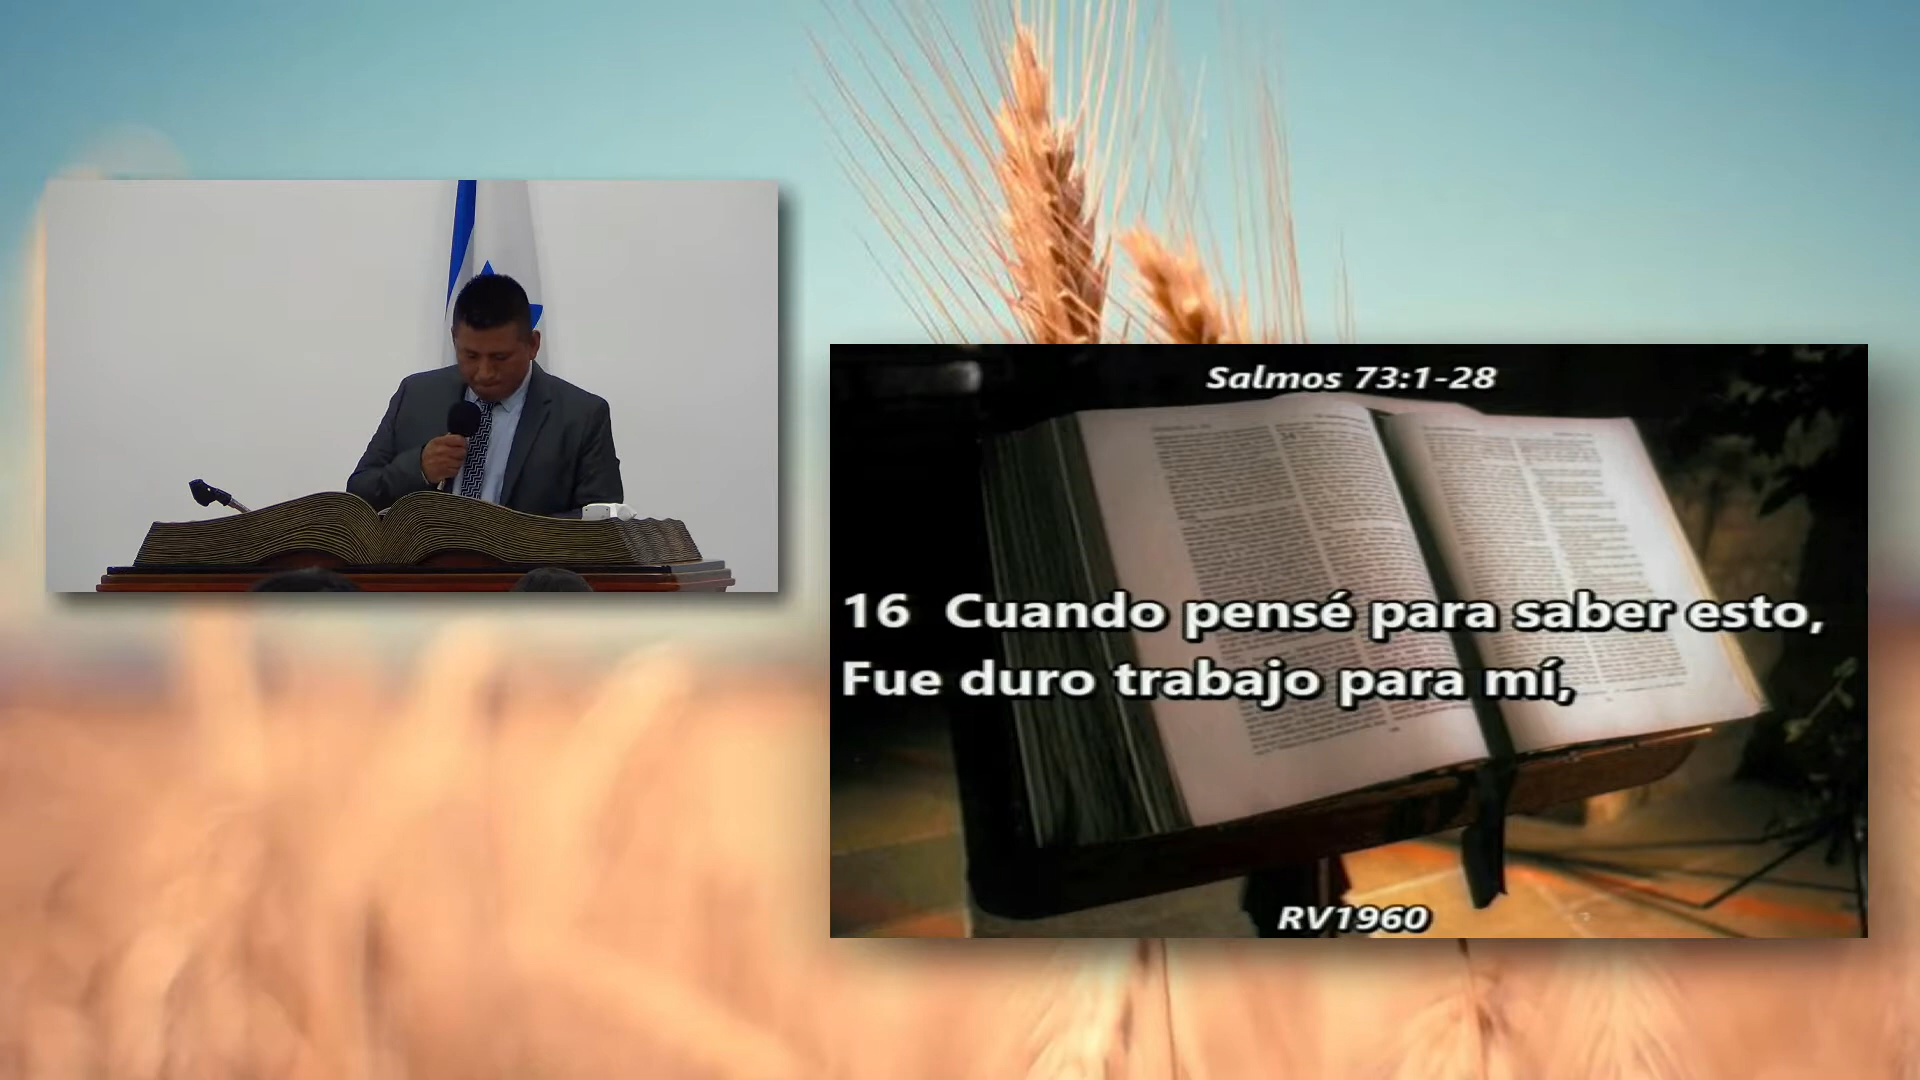 Salmos 73:1-28
16 Cuando pensé para saber esto,
Fue duro trabajo para mí,
RV1960